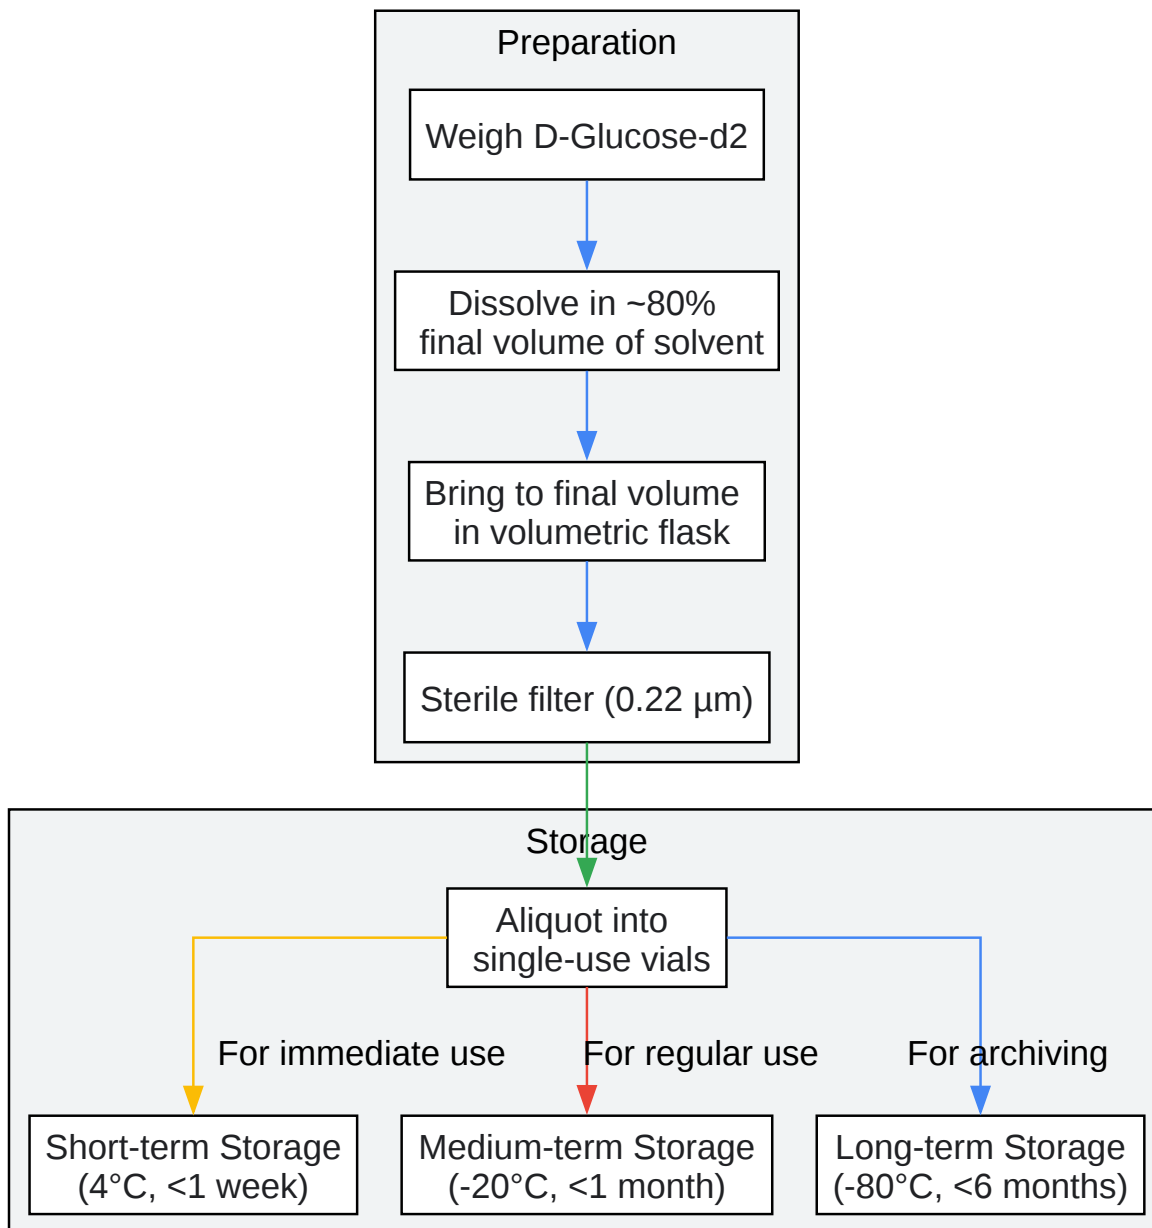 Preparation
Weigh D-Glucose-d2
Dissolve in ~80%
final volume of solvent
Bring to final volume
in volumetric flask
Sterile filter (0.22 µm)
Storage
Aliquot into
single-use vials
For immediate use
For regular use
For archiving
Short-term Storage
(4°C, <1 week)
Medium-term Storage
(-20°C, <1 month)
Long-term Storage
(-80°C, <6 months)